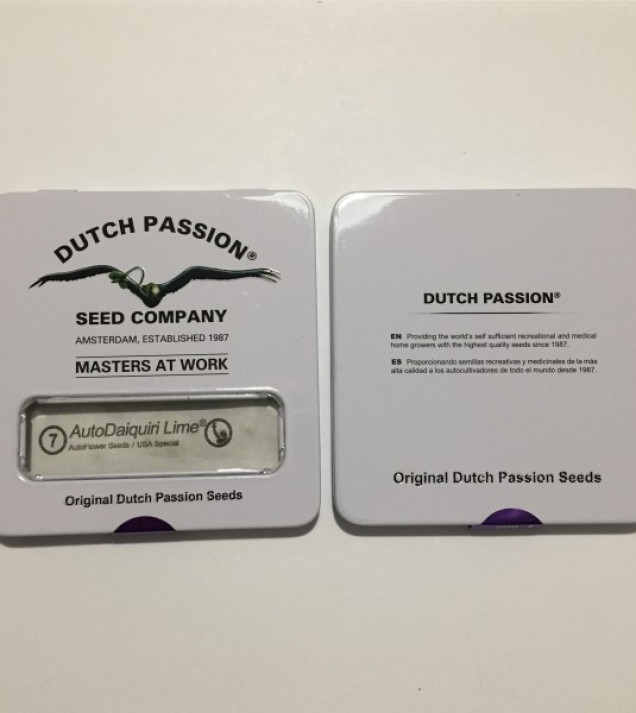 DUTCH PASSION®
SEED COMPANY
AMSTERDAM, ESTABLISHED 1987
MASTERS AT WORK
7 AutoDaiquiri Lime®
AutoFlower Seeds / USA Special
Original Dutch Passion Seeds
DUTCH PASSION®
EN Providing the world's self sufficient recreational and medical
home growers with the highest quality seeds since 1987.
ES Proporcionando semillas recreativas y medicinales de la más
alta calidad a los autocultivadores de todo el mundo desde 1987.
Original Dutch Passion Seeds